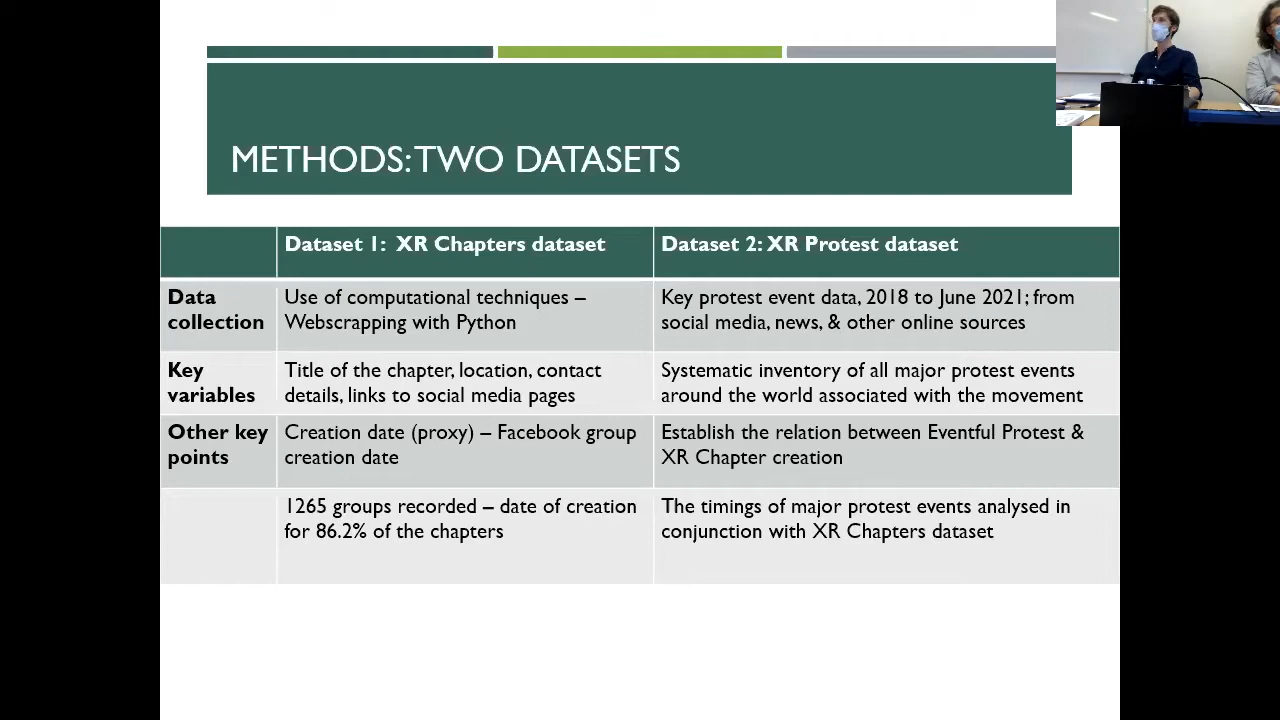 METHODS: TWO DATASETS
Dataset 1: XR Chapters dataset
Dataset 2: XR Protest dataset
Data
collection
Use of computational techniques –
Webscrapping with Python
Key protest event data, 2018 to June 2021; from
social media, news, & other online sources
Key
variables
Title of the chapter, location, contact
details, links to social media pages
Systematic inventory of all major protest events
around the world associated with the movement
Other key
points
Creation date (proxy) – Facebook group
creation date
Establish the relation between Eventful Protest &
XR Chapter creation
1265 groups recorded – date of creation
for 86.2% of the chapters
The timings of major protest events analysed in
conjunction with XR Chapters dataset